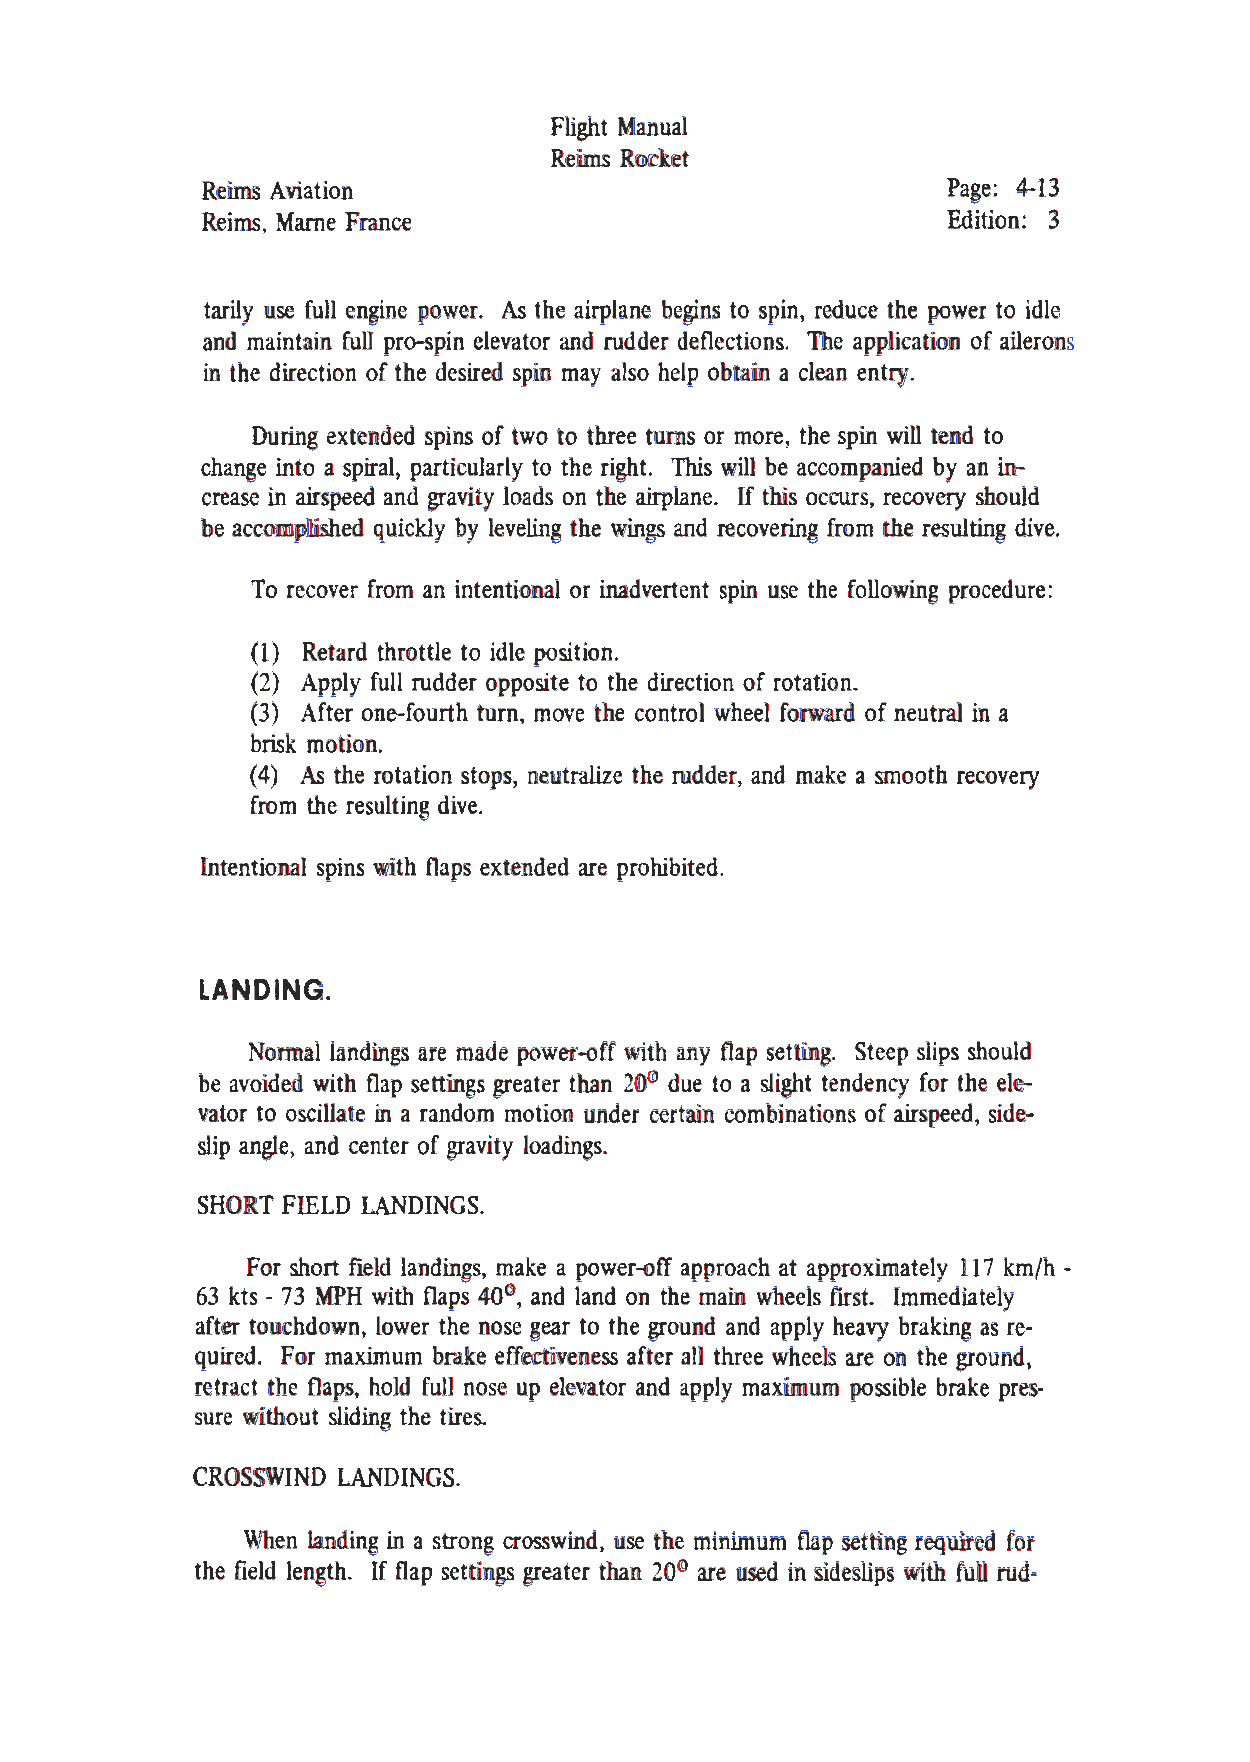 Flight Manual
Reims Rocket
Reims Aviation Page: 4-13
Reims, Marne France Edition: 3
tarily use full engine power. As the airplane begins to spin, reduce the power to idle
and maintain full pro-spin elevator and rudder deflections. The application of ailerons
in the direction of the desired spin may also help obtain a clean entry.
During extended spins of two to three turns or more, the spin will tend to
change into a spiral, particularly to the right. This will be accompanied by an in-
crease in airspeed and gravity loads on the airplane. If this occurs, recovery should
be accomplished quickly by leveling the wings and recovering from the resulting dive.
To recover from an intentional or inadvertent spin use the following procedure:
(1) Retard throttle to idle position.
(2) Apply full rudder opposite to the direction of rotation.
(3) After one-fourth turn, move the control wheel forward of neutral in a
brisk motion.
(4) As the rotation stops, neutralize the rudder, and make a smooth recovery
from the resulting dive.
Intentional spins with flaps extended are prohibited.
LANDING.
Normal landings are made power-off with any flap setting. Steep slips should
be avoided with flap settings greater than 20° due to a slight tendency for the ele-
vator to oscillate in a random motion under certain combinations of airspeed, side-
slip angle, and center of gravity loadings.
SHORT FIELD LANDINGS.
For short field landings, make a power-off approach at approximately 117 km/h -
63 kts - 73 MPH with flaps 40°, and land on the main wheels first. Immediately
after touchdown, lower the nose gear to the ground and apply heavy braking as re-
quired. For maximum brake effectiveness after all three wheels are on the ground,
retract the flaps, hold full nose up elevator and apply maximum possible brake pres-
sure without sliding the tires.
CROSSWIND LANDINGS.
When landing in a strong crosswind, use the minimum flap setting required for
the field length. If flap settings greater than 20° are used in sideslips with full rud-